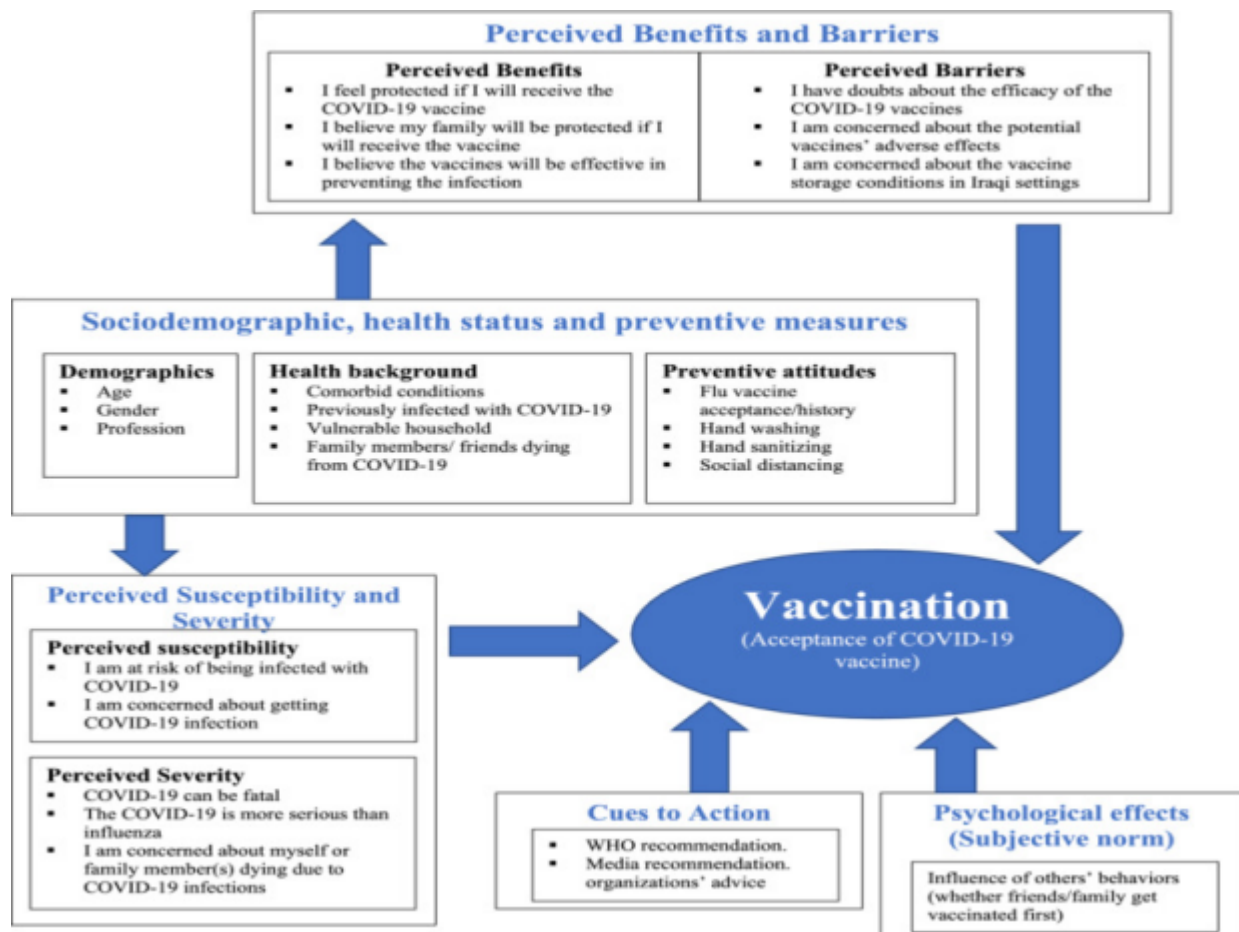 Perceived Benefits and Barriers
Perceived Benefits
▪ I feel protected if I will receive the
COVID-19 vaccine
▪ I believe my family will be protected if I
will receive the vaccine
▪ I believe the vaccines will be effective in
preventing the infection
Perceived Barriers
▪ I have doubts about the efficacy of the
COVID-19 vaccines
▪ I am concerned about the potential
vaccines’ adverse effects
▪ I am concerned about the vaccine
storage conditions in Iraqi settings
Sociodemographic, health status and preventive measures
Demographics
▪ Age
▪ Gender
▪ Profession
Health background
▪ Comorbid conditions
▪ Previously infected with COVID-19
▪ Vulnerable household
▪ Family members/ friends dying
from COVID-19
Preventive attitudes
▪ Flu vaccine
acceptance/history
▪ Hand washing
▪ Hand sanitizing
▪ Social distancing
Perceived Susceptibility and
Severity
Perceived susceptibility
▪ I am at risk of being infected with
COVID-19
▪ I am concerned about getting
COVID-19 infection
Perceived Severity
▪ COVID-19 can be fatal
▪ The COVID-19 is more serious than
influenza
▪ I am concerned about myself or
family member(s) dying due to
COVID-19 infections
Vaccination
(Acceptance of COVID-19
vaccine)
Cues to Action
▪ WHO recommendation.
▪ Media recommendation.
organizations’ advice
Psychological effects
(Subjective norm)
Influence of others’ behaviors
(whether friends/family get
vaccinated first)